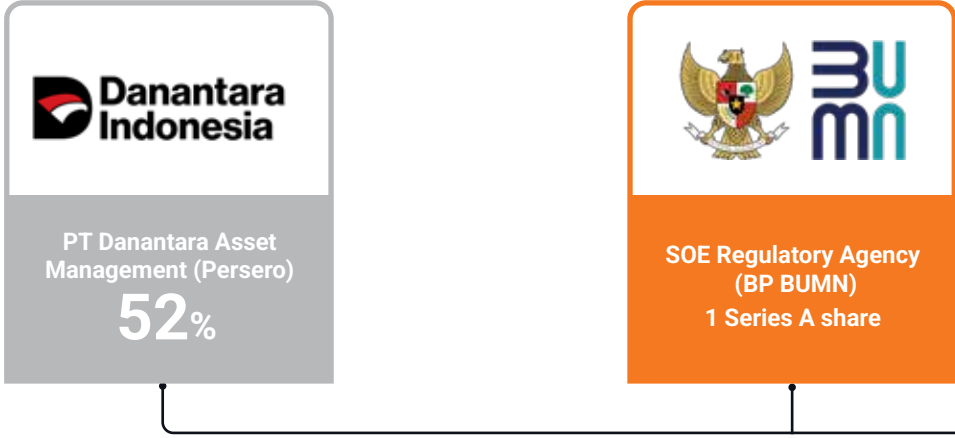 Danantara
Indonesia
BUMN
PT Danantara Asset
Management (Persero)
52%
SOE Regulatory Agency
(BP BUMN)
1 Series A share